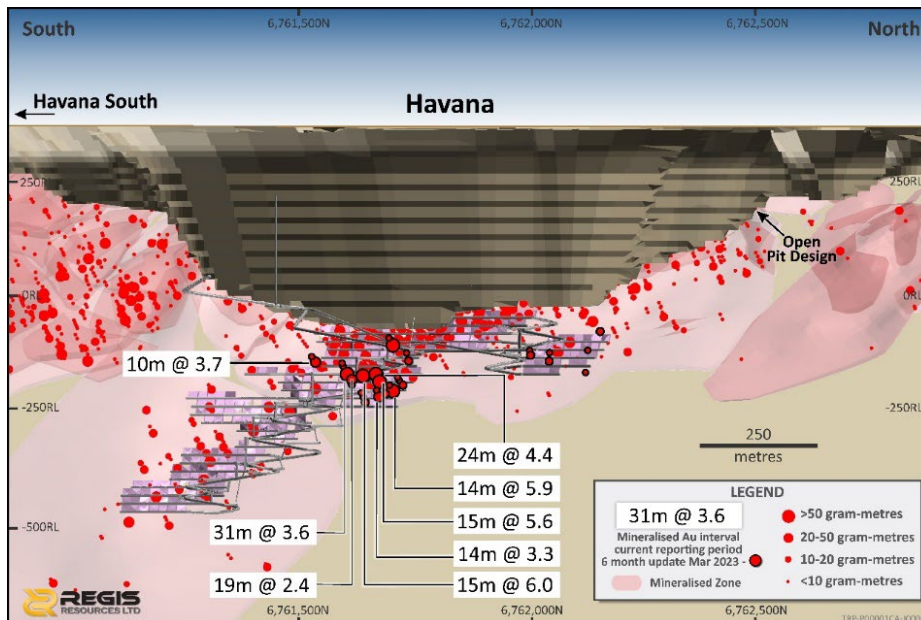 South
6,761,500N
6,762,000N
6,762,500N
North
Havana South
Havana
250RL
250RL
Open
Pit Design
0RL
0RL
10m @ 3.7
-250RL
-250RL
250
metres
24m @ 4.4
14m @ 5.9
31m @ 3.6
15m @ 5.6
14m @ 3.3
19m @ 2.4
15m @ 6.0
-500RL
LEGEND
31m @ 3.6
Mineralised Au interval
current reporting period
6 month update Mar 2023 -
Mineralised Zone
>50 gram-metres
20-50 gram-metres
10-20 gram-metres
<10 gram-metres
REGIS
RESOURCES LTD
6,761,500N
6,762,000N
6,762,500N